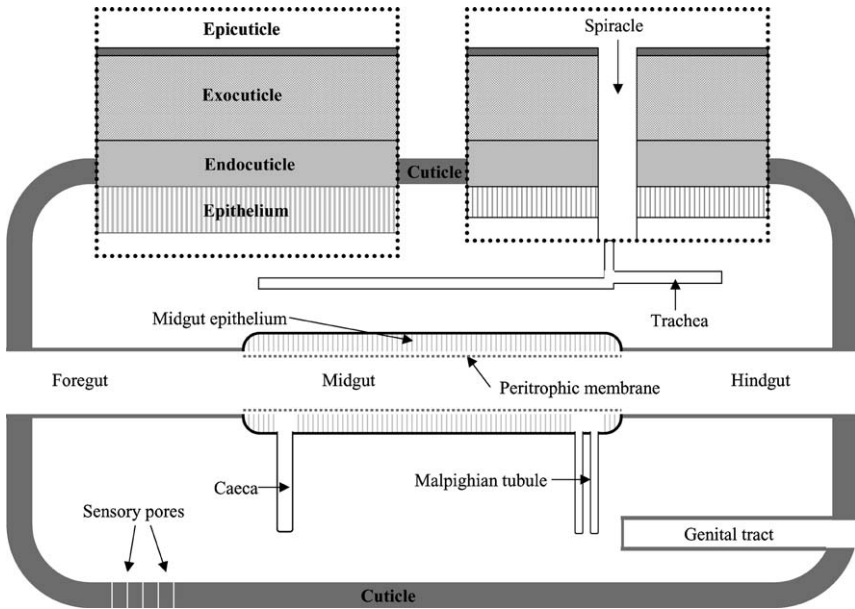 Epicuticle
Spiracle
Exocuticle
Endocuticle
Cuticle
Epithelium
Trachea
Midgut epithelium
Foregut
Midgut
Peritrophic membrane
Hindgut
Caeca
Malpighian tubule
Sensory pores
Genital tract
Cuticle